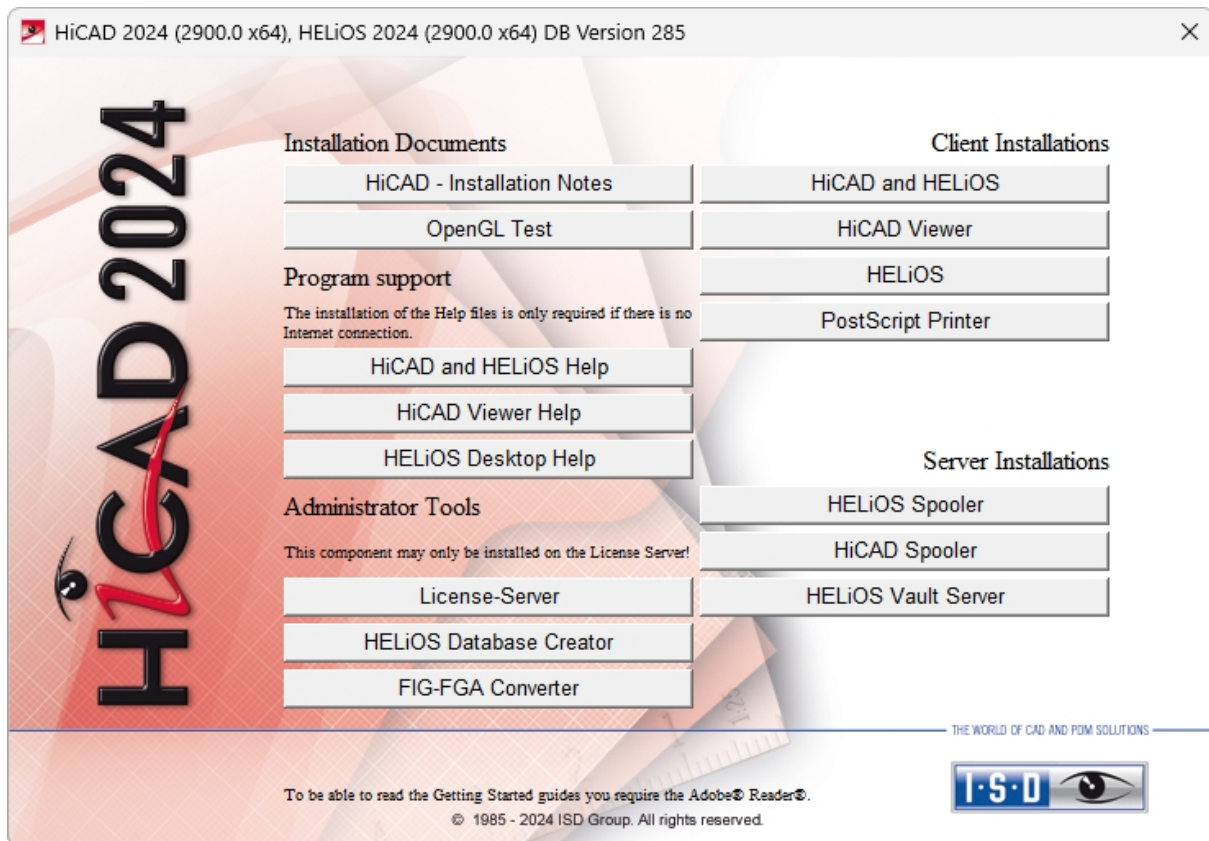 HiCAD 2024 (2900.0 x64), HELiOS 2024 (2900.0 x64) DB Version 285
HiCAD 2024
Installation Documents
HiCAD - Installation Notes
OpenGL Test
Program support
The installation of the Help files is only required if there is no
Internet connection.
HiCAD and HELiOS Help
HiCAD Viewer Help
HELiOS Desktop Help
Administrator Tools
This component may only be installed on the License Server!
License-Server
HELiOS Database Creator
FIG-FGA Converter
Client Installations
HiCAD and HELiOS
HiCAD Viewer
HELiOS
PostScript Printer
Server Installations
HELiOS Spooler
HiCAD Spooler
HELiOS Vault Server
THE WORLD OF CAD AND PDM SOLUTIONS
I·S·D
To be able to read the Getting Started guides you require the Adobe® Reader®.
© 1985 - 2024 ISD Group. All rights reserved.